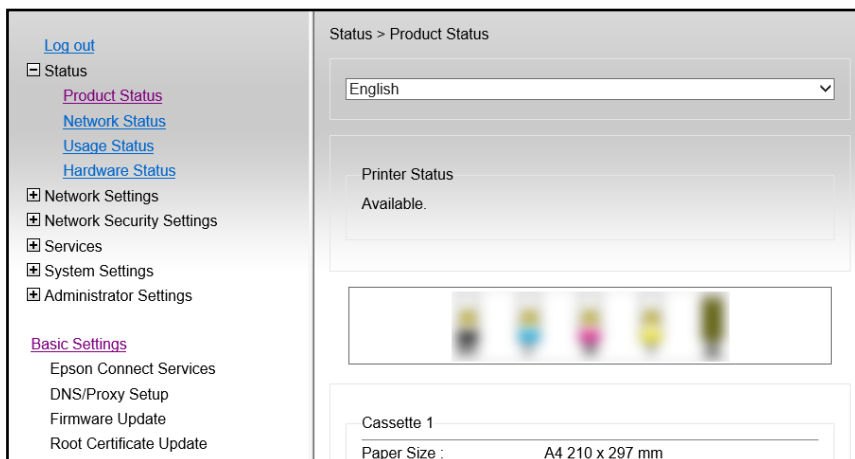 Log out
Status
Product Status
Network Status
Usage Status
Hardware Status
Network Settings
Network Security Settings
Services
System Settings
Administrator Settings
Basic Settings
Epson Connect Services
DNS/Proxy Setup
Firmware Update
Root Certificate Update
Status > Product Status
English
Printer Status
Available.
Cassette 1
Paper Size : A4 210 x 297 mm